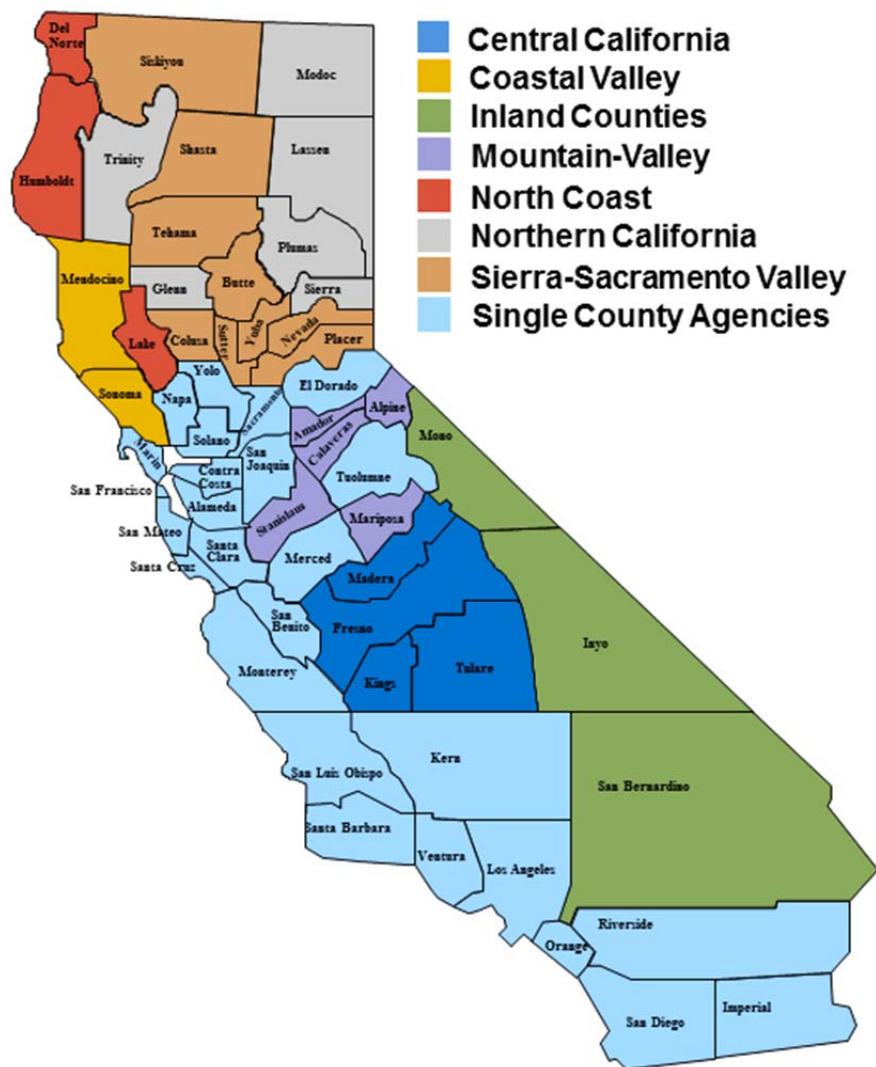 Central California
Coastal Valley
Inland Counties
Mountain-Valley
North Coast
Northern California
Sierra-Sacramento Valley
Single County Agencies
Del
Norte
Siskiyou
Modoc
Humboldt
Trinity
Shasta
Lassen
Tehama
Plumas
Mendocino
Glenn
Butte
Sierra
Lake
Colusa
Sutter
Yuba
Nevada
Placer
Sonoma
Napa
Yolo
Sacramento
El Dorado
Alpine
Solano
Amador
Calaveras
Mono
Marin
Contra
Costa
San
Joaquin
Tuolumne
San Francisco
Alameda
Stanislaus
Mariposa
San Mateo
Santa
Clara
Merced
Santa Cruz
Madera
San
Benito
Fresno
Inyo
Monterey
Kings
Tulare
San Luis Obispo
Kern
San Bernardino
Santa Barbara
Ventura
Los Angeles
Orange
Riverside
San Diego
Imperial